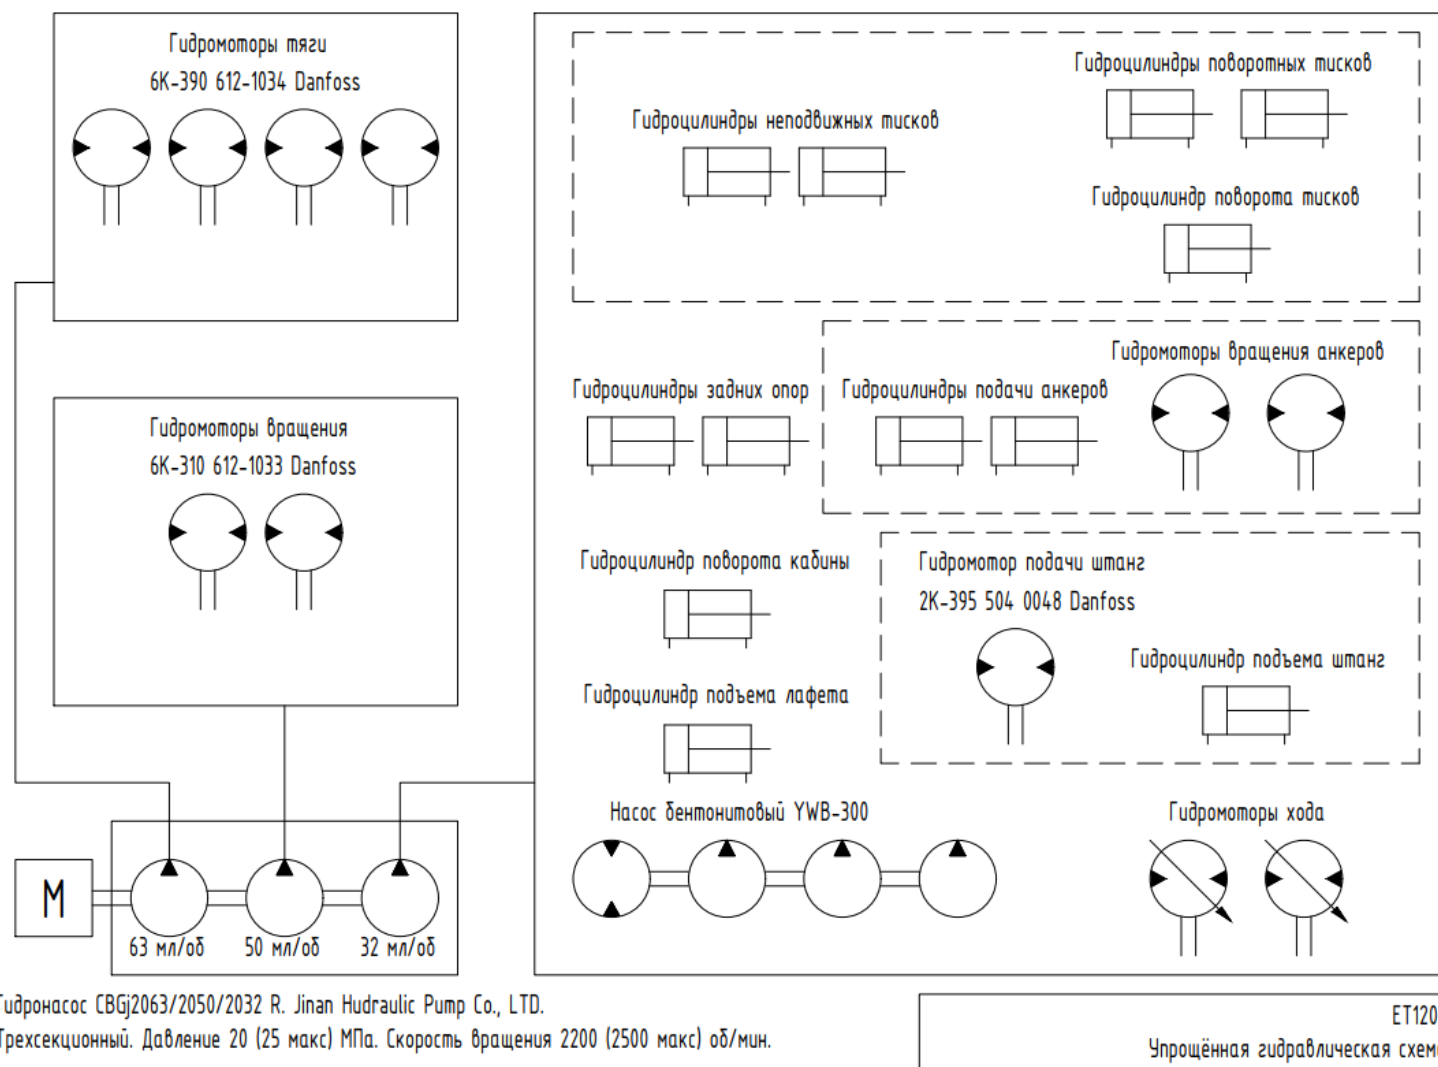 Гидромоторы тяги
6К-390 612-1034 Danfoss
Гидромоторы вращения
6К-310 612-1033 Danfoss
М
63 мл/об
50 мл/об
32 мл/об
Гидроцилиндры неподвижных тисков
Гидроцилиндры поворотных тисков
Гидроцилиндр поворота тисков
Гидроцилиндры задних опор
Гидроцилиндры подачи анкеров
Гидромоторы вращения анкеров
Гидроцилиндр поворота кабины
Гидромотор подачи штанг
2К-395 504 0048 Danfoss
Гидроцилиндр подъема штанг
Гидроцилиндр подъема лафета
Насос бентонитовый YWB-300
Гидромоторы хода
Гидронасос CBGj2063/2050/2032 R. Jinan Hudraulic Pump Co., LTD.
Трехсекционный. Давление 20 (25 макс) МПа. Скорость вращения 2200 (2500 макс) об/мин.
ET120
Упрощённая гидравлическая схема